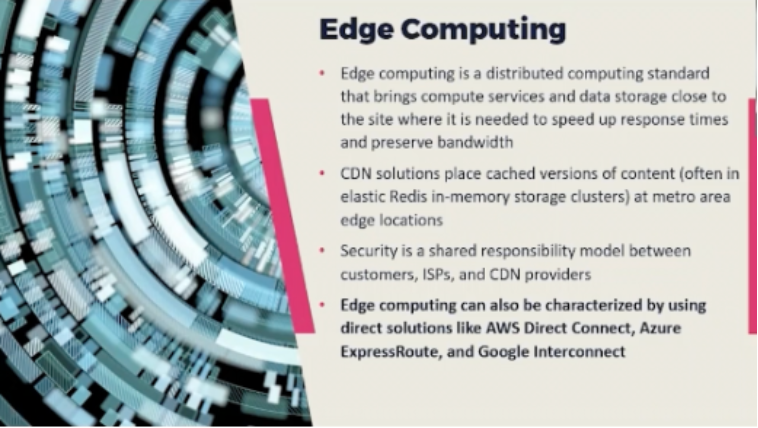 Edge Computing
• Edge computing is a distributed computing standard
that brings compute services and data storage close to
the site where it is needed to speed up response times
and preserve bandwidth
• CDN solutions place cached versions of content (often in
elastic Redis in-memory storage clusters) at metro area
edge locations
• Security is a shared responsibility model between
customers, ISPs, and CDN providers
• Edge computing can also be characterized by using
direct solutions like AWS Direct Connect, Azure
ExpressRoute, and Google Interconnect